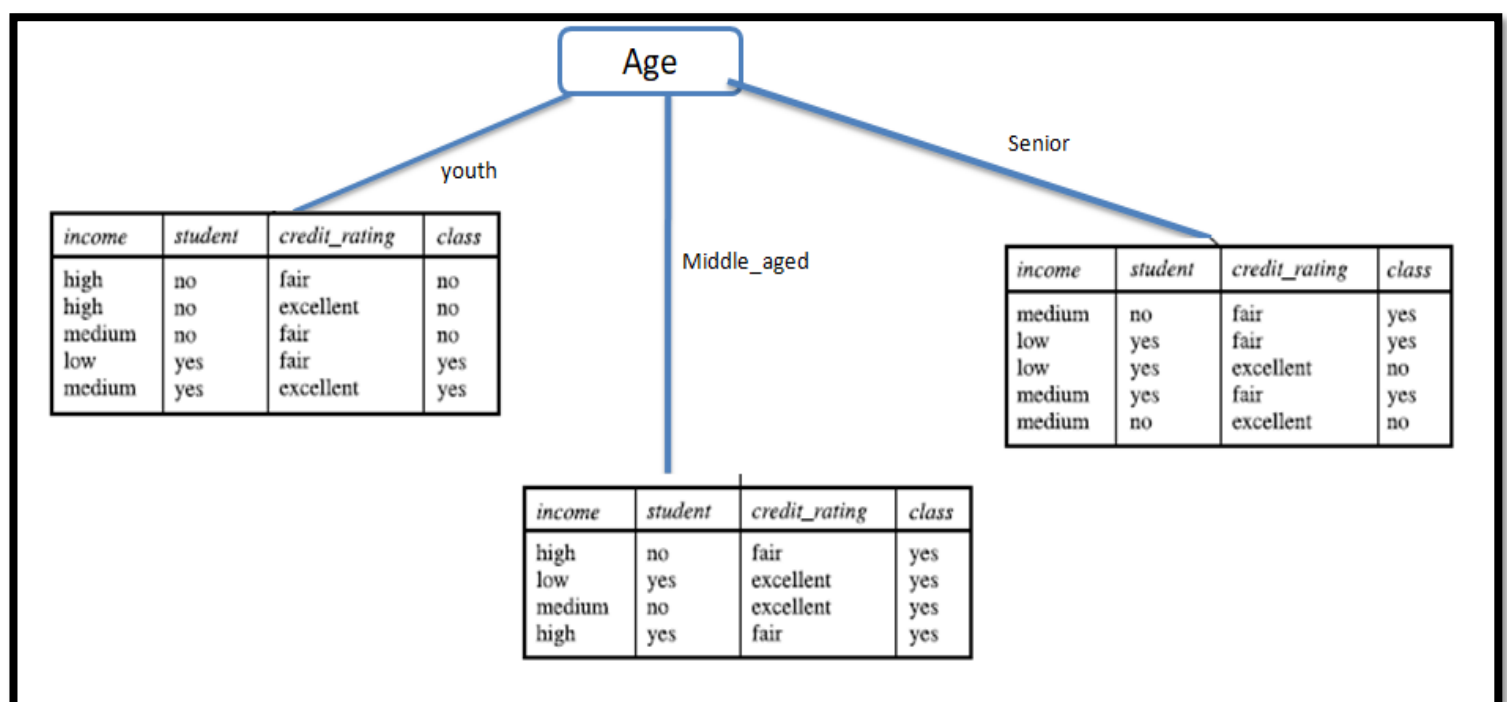 Age
youth
Middle_aged
Senior
income student credit_rating class
high no fair no
high no excellent no
medium no fair no
low yes fair yes
medium yes excellent yes
income student credit_rating class
medium no fair yes
low yes fair yes
low yes excellent no
medium yes fair yes
medium no excellent no
income student credit_rating class
high no fair yes
low yes excellent yes
medium no excellent yes
high yes fair yes